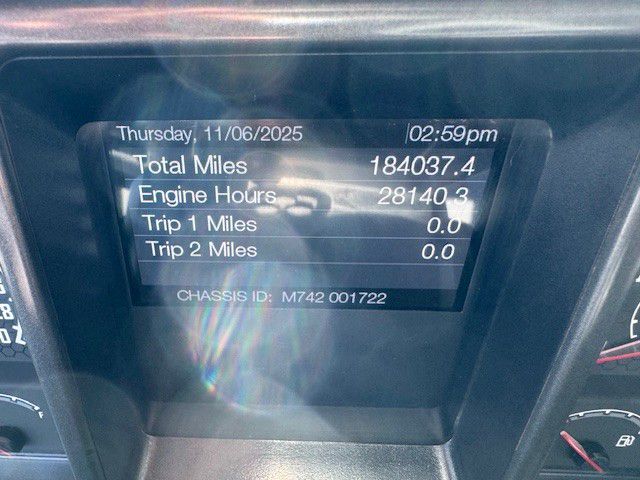 Thursday, 11/06/2025 02:59pm
Total Miles 184037.4
Engine Hours 28140.3
Trip 1 Miles 0.0
Trip 2 Miles 0.0
CHASSIS ID: M742 001722